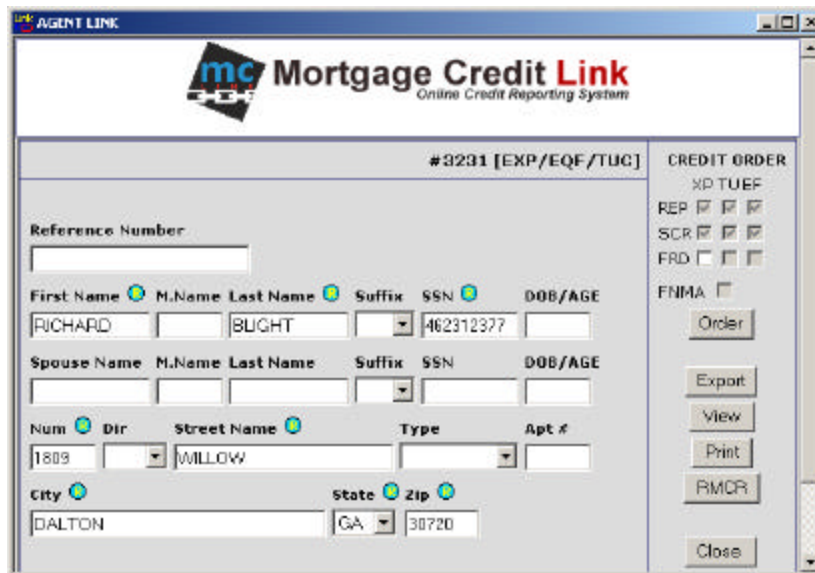 AGENT LINK
mc Mortgage Credit Link
Online Credit Reporting System
#3231 [EXP/EQF/TUC]
CREDIT ORDER
XP TU EF
Reference Number
REP
SCR
FRD
First Name M.Name Last Name Suffix SSN DOB/AGE
FNMA
RICHARD BLIGHT 462312377
Order
Spouse Name M.Name Last Name Suffix SSN DOB/AGE
Export
Num Dir Street Name Type Apt #
View
1809 WILLOW
Print
City State Zip
RMCR
DALTON GA 30720
Close